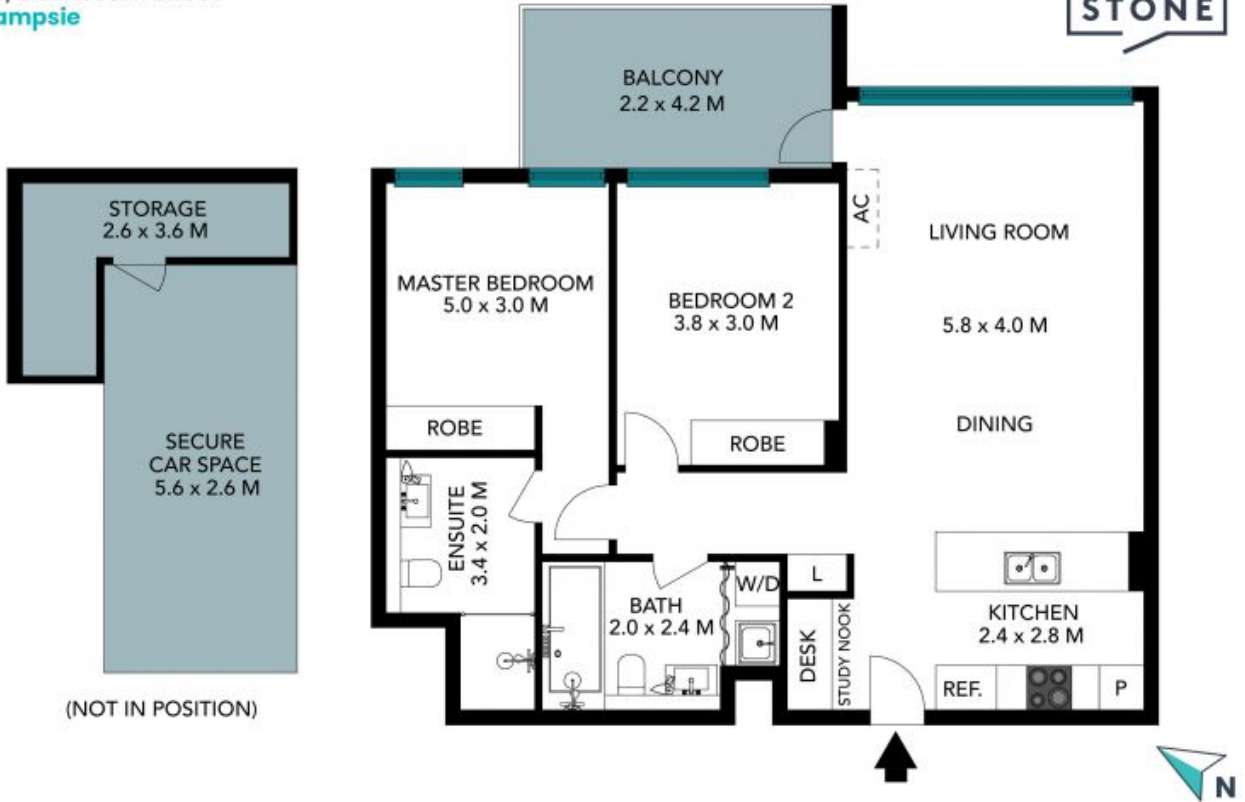 ampsie
STONE
BALCONY
2.2 x 4.2 M
STORAGE
2.6 x 3.6 M
AC
LIVING ROOM
MASTER BEDROOM
5.0 x 3.0 M
BEDROOM 2
3.8 x 3.0 M
5.8 x 4.0 M
DINING
ROBE
ROBE
SECURE
CAR SPACE
5.6 x 2.6 M
ENSUITE
3.4 x 2.0 M
L
W/D
BATH
2.0 x 2.4 M
DESK
STUDY NOOK
KITCHEN
2.4 x 2.8 M
REF.
P
(NOT IN POSITION)
N